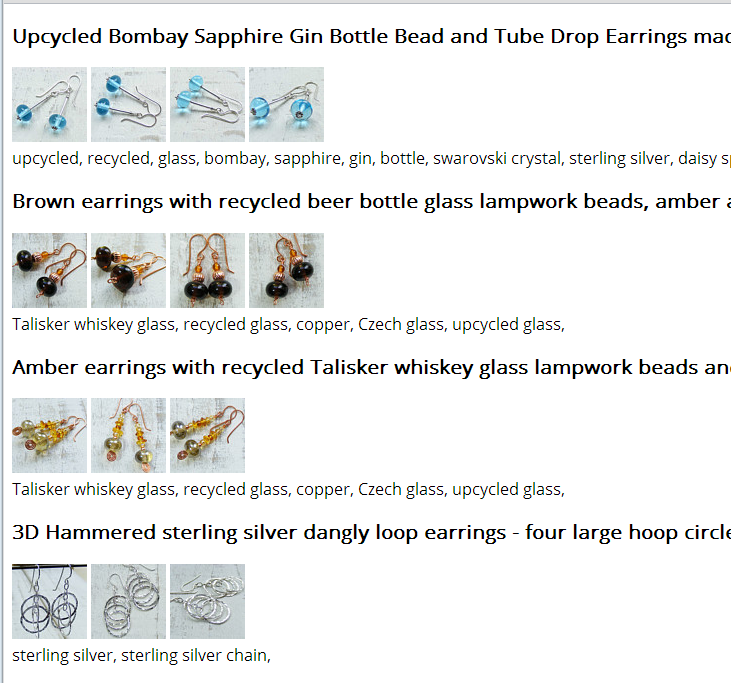 Upcycled Bombay Sapphire Gin Bottle Bead and Tube Drop Earrings
upcycled, recycled, glass, bombay, sapphire, gin, bottle, swarovski crystal, sterling silver, daisy
Brown earrings with recycled beer bottle glass lampwork beads, amber
Talisker whiskey glass, recycled glass, copper, Czech glass, upcycled glass,
Amber earrings with recycled Talisker whiskey glass lampwork beads
Talisker whiskey glass, recycled glass, copper, Czech glass, upcycled glass,
3D Hammered sterling silver dangly loop earrings - four large hoop
sterling silver, sterling silver chain,